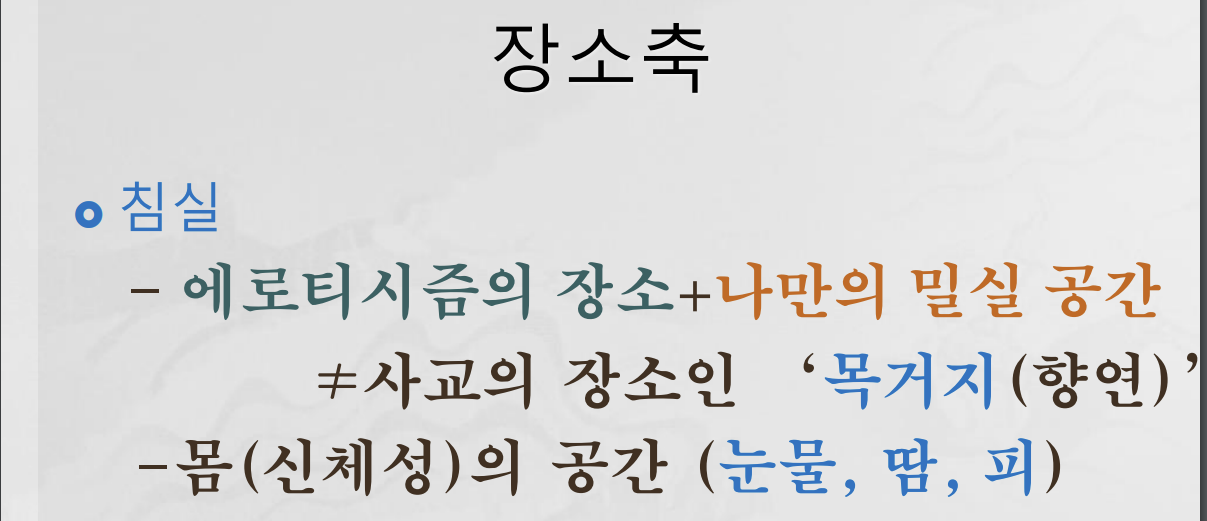 장소축
침실
- 에로티시즘의 장소+나만의 밀실 공간
≠사교의 장소인 ‘목거지(향연)’
-몸(신체성)의 공간 (눈물, 땀, 피)